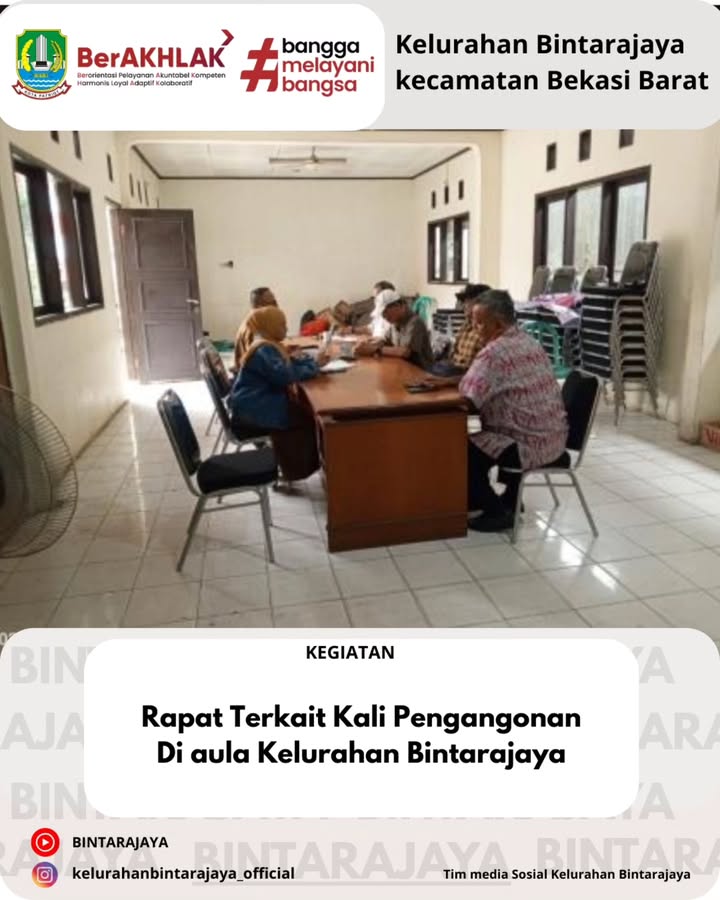 BerAKHLAK
Berorientasi Pelayanan Akuntabel Kompeten
Harmonis Loyal Adaptif Kolaboratif
#bangga
melayani
bangsa
Kelurahan Bintarajaya
kecamatan Bekasi Barat
KEGIATAN
Rapat Terkait Kali Pengangonan
Di aula Kelurahan Bintarajaya
BINTARAJAYA
kelurahanbintarajaya_official
Tim media Sosial Kelurahan Bintarajaya
BINTARAJAYA